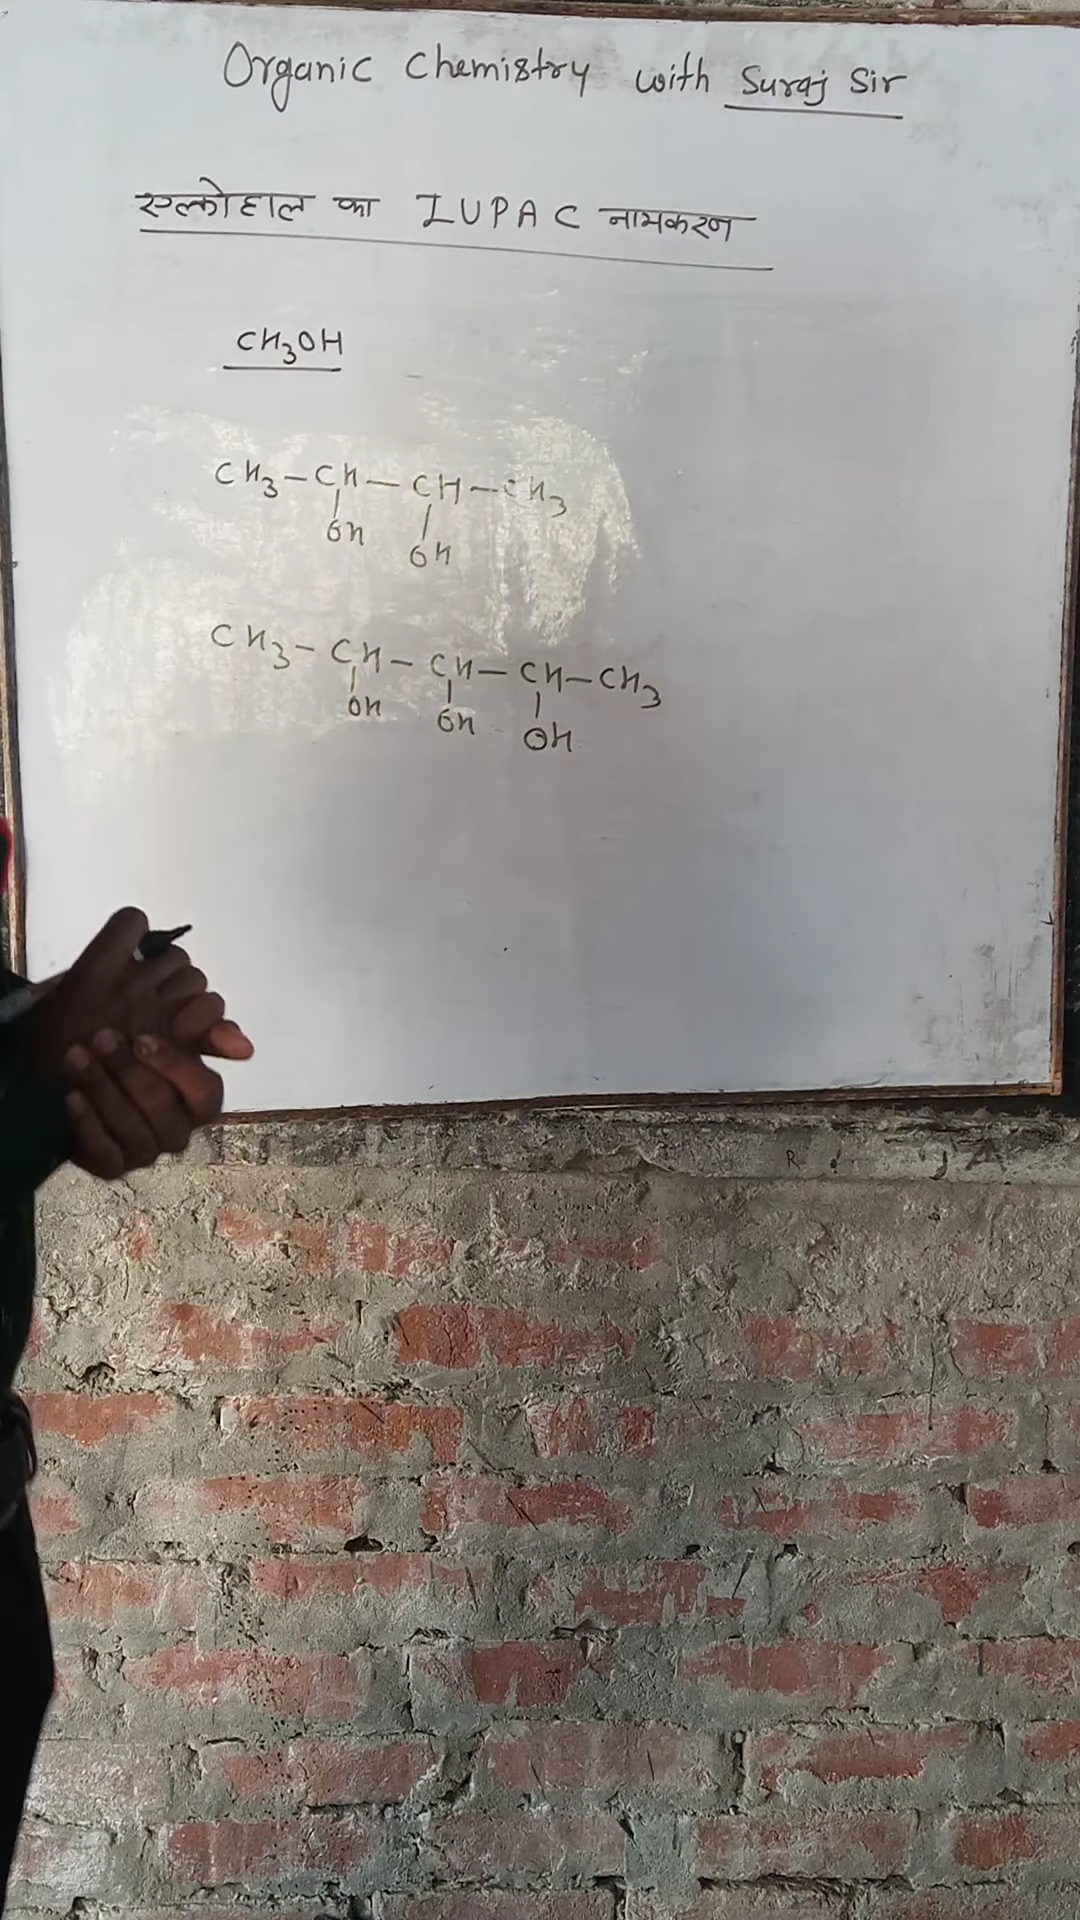 Organic Chemistry with Suraj Sir
एल्कोहाल का IUPAC नामकरण
CH3OH
CH3-CH-CH-CH3
OH OH
CH3-CH-CH-CH-CH3
OH OH OH
R